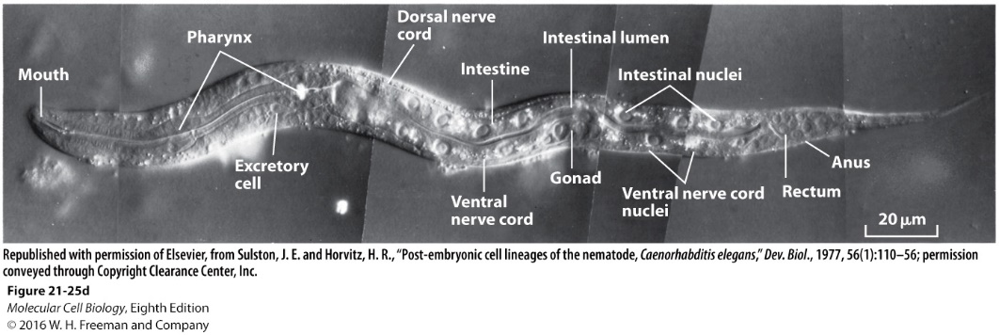 Dorsal nerve
cord
Pharynx
Intestinal lumen
Mouth
Intestine
Intestinal nuclei
Excretory
cell
Gonad
Anus
Ventral
nerve cord
Ventral nerve cord
nuclei
Rectum
20 µm
Republished with permission of Elsevier, from Sulston, J. E. and Horvitz, H. R., “Post-embryonic cell lineages of the nematode, Caenorhabditis elegans,” Dev. Biol., 1977, 56(1):110–56; permission
conveyed through Copyright Clearance Center, Inc.
Figure 21-25d
Molecular Cell Biology, Eighth Edition
© 2016 W. H. Freeman and Company